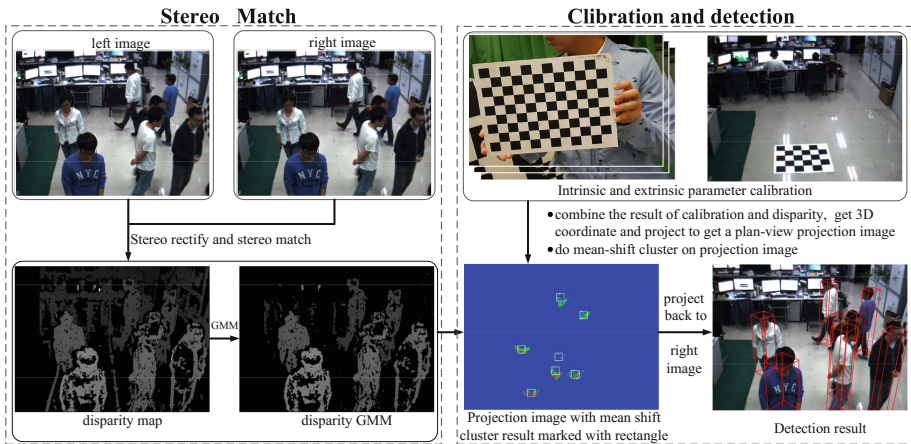 Stereo Match
left image
right image
Stereo rectify and stereo match
GMM
disparity map
disparity GMM
Clibration and detection
Intrinsic and extrinsic parameter calibration
•combine the result of calibration and disparity, get 3D
coordinate and project to get a plan-view projection image
•do mean-shift cluster on projection image
project
back to
right
image
Projection image with mean shift
cluster result marked with rectangle
Detection result
NYC
NYC
NYC